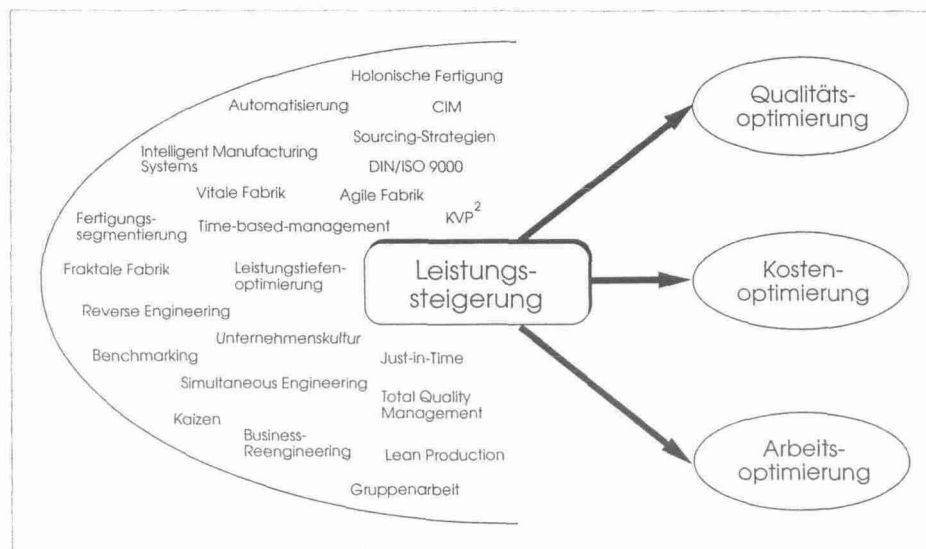 Holonische Fertigung
Automatisierung
CIM
Sourcing-Strategien
Intelligent Manufacturing
Systems
DIN/ISO 9000
Vitale Fabrik
Agile Fabrik
KVP²
Fertigungs-
segmentierung
Time-based-management
Fraktale Fabrik
Leistungstiefen-
optimierung
Leistungs-
steigerung
Reverse Engineering
Unternehmenskultur
Benchmarking
Just-in-Time
Simultaneous Engineering
Total Quality
Management
Kaizen
Business-
Reengineering
Lean Production
Gruppenarbeit
Qualitäts-
optimierung
Kosten-
optimierung
Arbeits-
optimierung